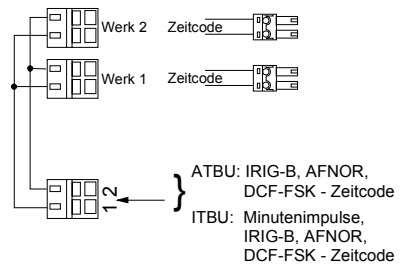 Werk 2 Zeitcode
Werk 1 Zeitcode
1 2
ATBU: IRIG-B, AFNOR,
DCF-FSK - Zeitcode
ITBU: Minutenimpulse,
IRIG-B, AFNOR,
DCF-FSK - Zeitcode